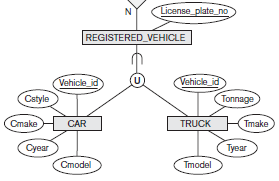 N
License_plate_no
REGISTERED_VEHICLE
U
Vehicle_id
Vehicle_id
Cstyle
Tonnage
Cmake
CAR
TRUCK
Tmake
Cyear
Tyear
Cmodel
Tmodel